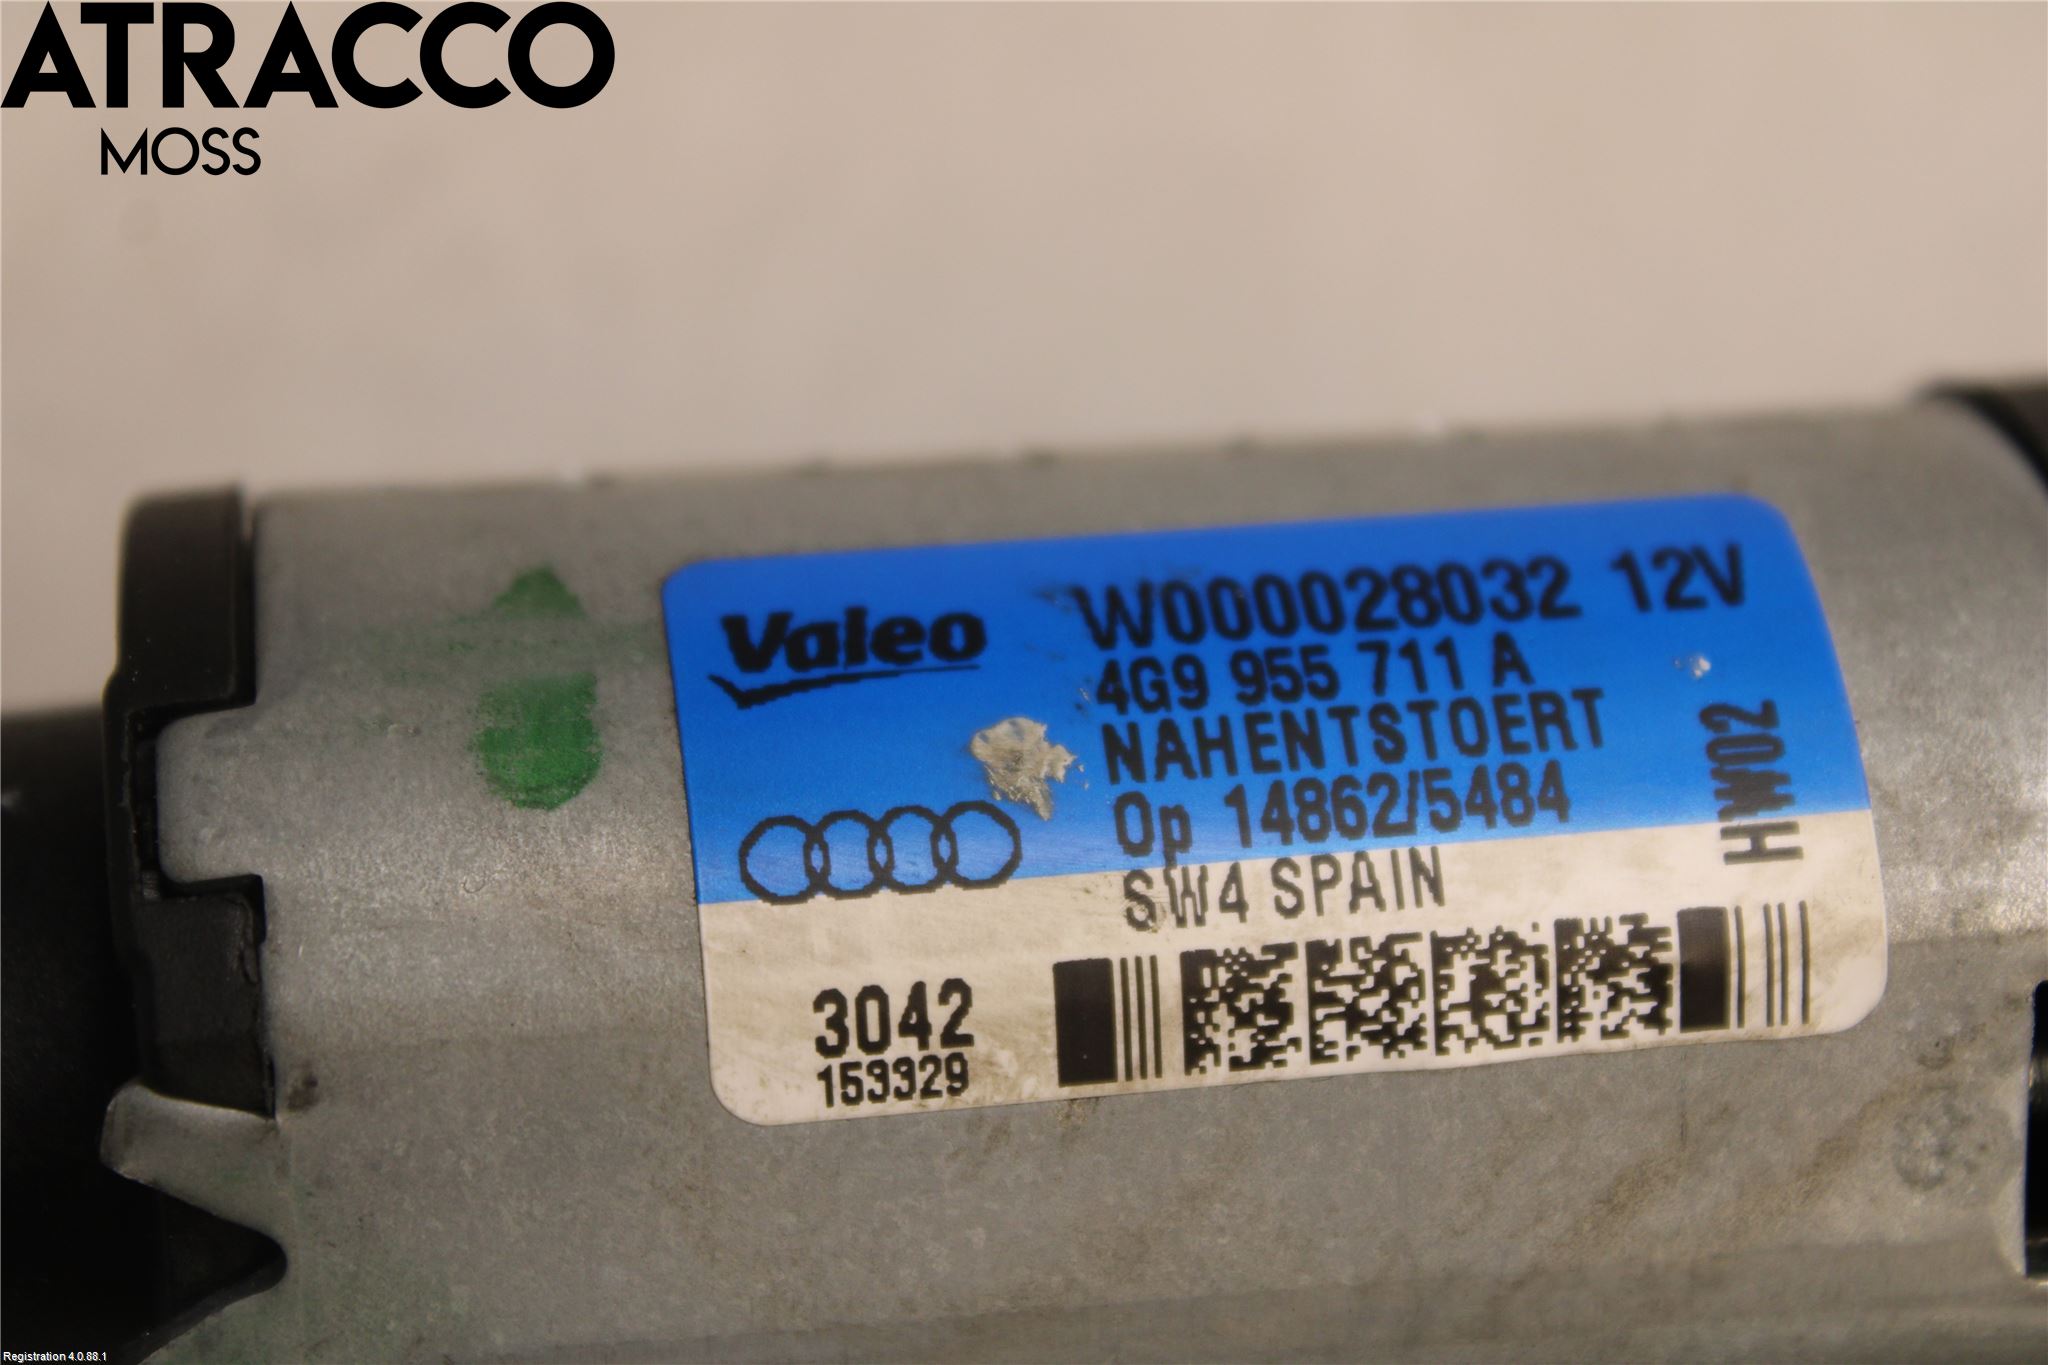 ATRACCO
MOSS
Valeo
W000028032 12V
4G9 955 711 A
NAHENTSTOERT
Op 14862/5484
SW4 SPAIN
HW02
3042
153329
Registration 4.0.88.1